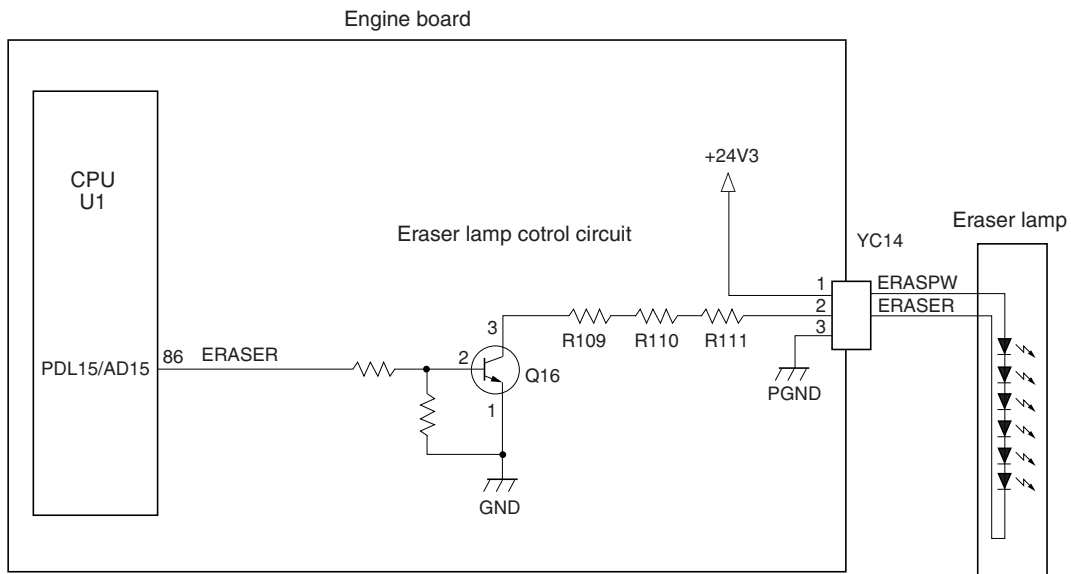 Engine board
CPU
U1
+24V3
Eraser lamp cotrol circuit
Eraser lamp
YC14
1
ERASPW
2
ERASER
3
3
R109
R110
R111
86
ERASER
PDL15/AD15
2
Q16
PGND
1
GND